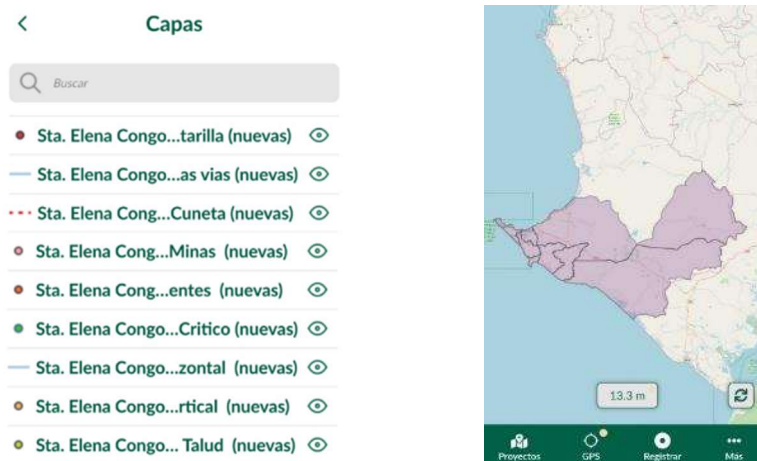 Capas
Buscar
Sta. Elena Congo...tarilla (nuevas)
Sta. Elena Congo...as vias (nuevas)
Sta. Elena Cong...Cuneta (nuevas)
Sta. Elena Cong...Minas (nuevas)
Sta. Elena Cong...entes (nuevas)
Sta. Elena Congo...Critico (nuevas)
Sta. Elena Congo...zontal (nuevas)
Sta. Elena Congo...rtical (nuevas)
Sta. Elena Congo... Talud (nuevas)
13.3 m
Proyectos
GPS
Registrar
Más